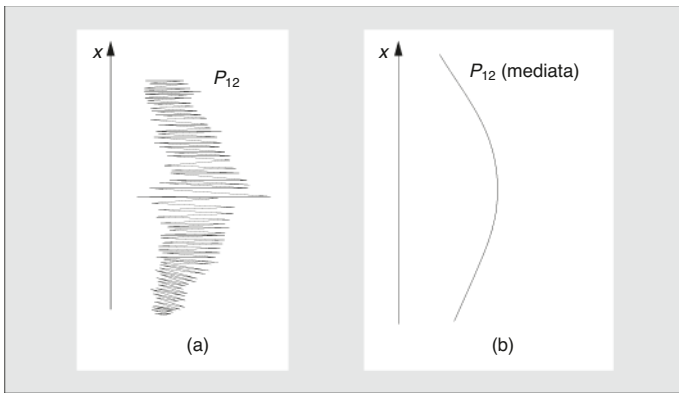 x
P₁₂
(a)
x
P₁₂ (mediata)
(b)